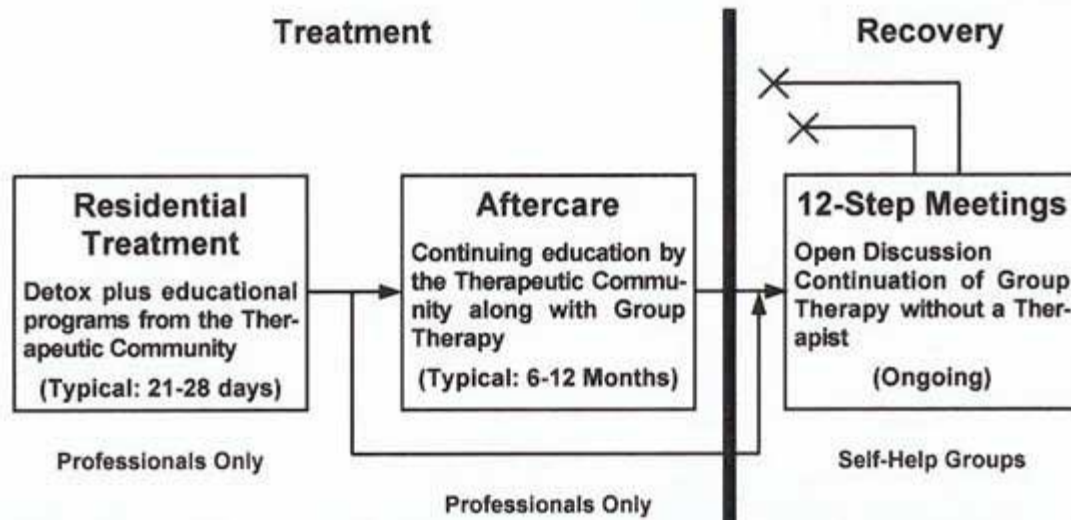 Treatment
Recovery
Residential
Treatment
Detox plus educational
programs from the Ther-
apeutic Community
(Typical: 21-28 days)
Professionals Only
Aftercare
Continuing education by
the Therapeutic Commu-
nity along with Group
Therapy
(Typical: 6-12 Months)
Professionals Only
12-Step Meetings
Open Discussion
Continuation of Group
Therapy without a Ther-
apist
(Ongoing)
Self-Help Groups